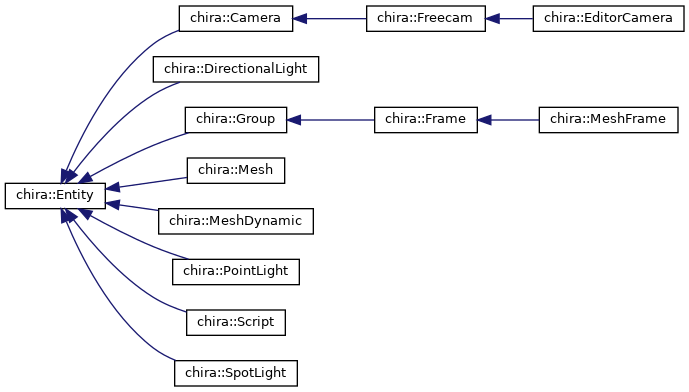 chira::Camera
chira::Freecam
chira::EditorCamera
chira::DirectionalLight
chira::Group
chira::Frame
chira::MeshFrame
chira::Mesh
chira::Entity
chira::MeshDynamic
chira::PointLight
chira::Script
chira::SpotLight